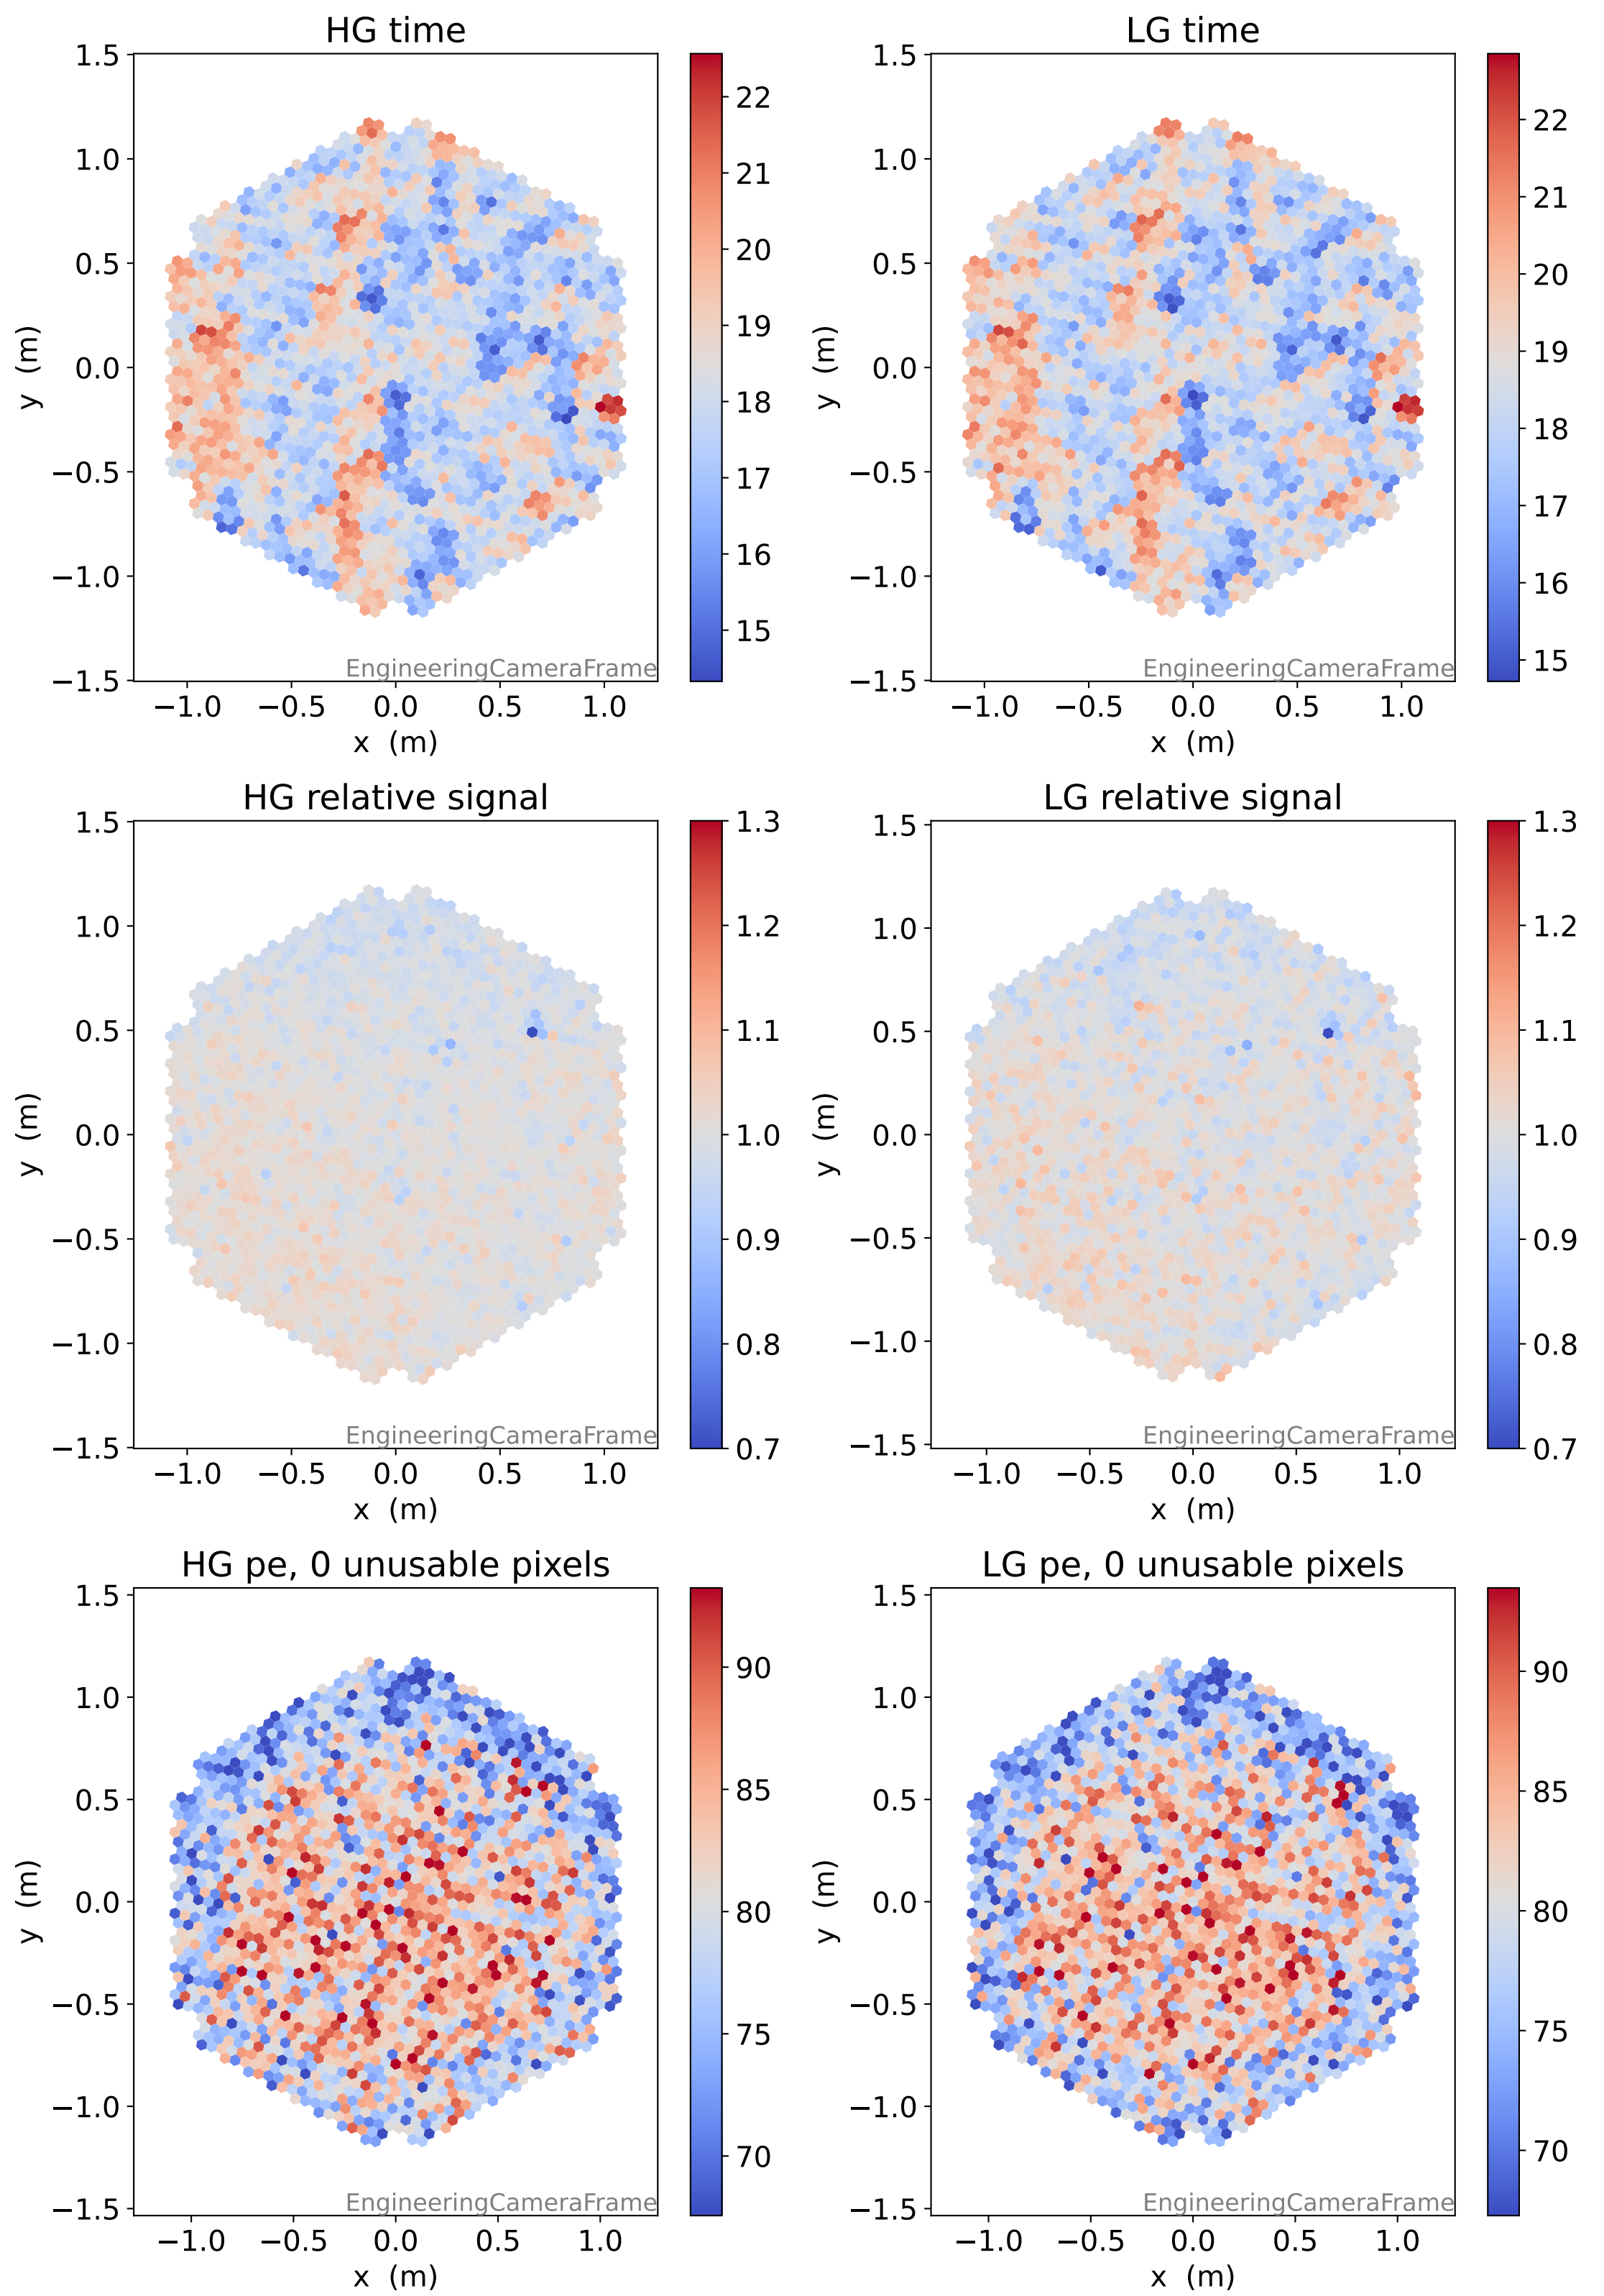 HG time
1.5
1.0
0.5
0.0
−0.5
−1.0
−1.5
y (m)
−1.0 −0.5 0.0 0.5 1.0
x (m)
EngineeringCameraFrame
22
21
20
19
18
17
16
15
LG time
1.5
1.0
0.5
0.0
−0.5
−1.0
−1.5
y (m)
−1.0 −0.5 0.0 0.5 1.0
x (m)
EngineeringCameraFrame
22
21
20
19
18
17
16
15
HG relative signal
1.5
1.0
0.5
0.0
−0.5
−1.0
−1.5
y (m)
−1.0 −0.5 0.0 0.5 1.0
x (m)
EngineeringCameraFrame
1.3
1.2
1.1
1.0
0.9
0.8
0.7
LG relative signal
1.5
1.0
0.5
0.0
−0.5
−1.0
−1.5
y (m)
−1.0 −0.5 0.0 0.5 1.0
x (m)
EngineeringCameraFrame
1.3
1.2
1.1
1.0
0.9
0.8
0.7
HG pe, 0 unusable pixels
1.5
1.0
0.5
0.0
−0.5
−1.0
−1.5
y (m)
−1.0 −0.5 0.0 0.5 1.0
x (m)
EngineeringCameraFrame
90
85
80
75
70
LG pe, 0 unusable pixels
1.5
1.0
0.5
0.0
−0.5
−1.0
−1.5
y (m)
−1.0 −0.5 0.0 0.5 1.0
x (m)
EngineeringCameraFrame
90
85
80
75
70